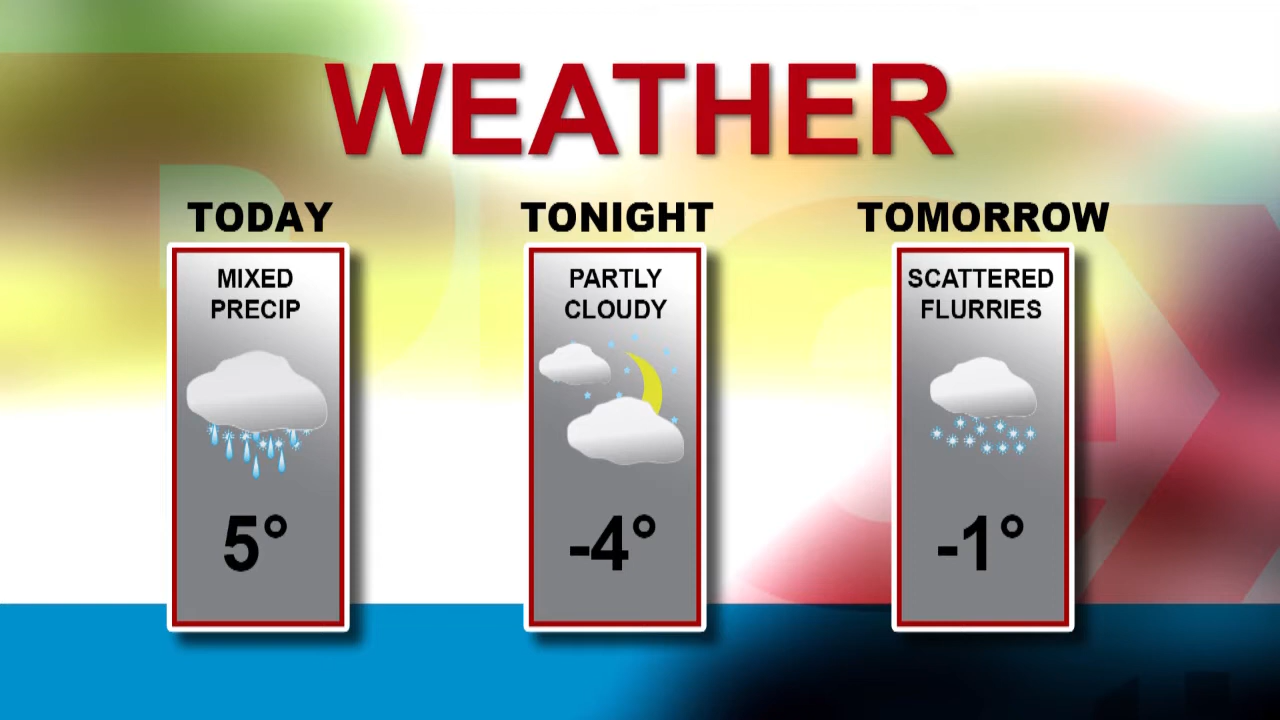 WEATHER
TODAY
MIXED
PRECIP
5°
TONIGHT
PARTLY
CLOUDY
-4°
TOMORROW
SCATTERED
FLURRIES
-1°